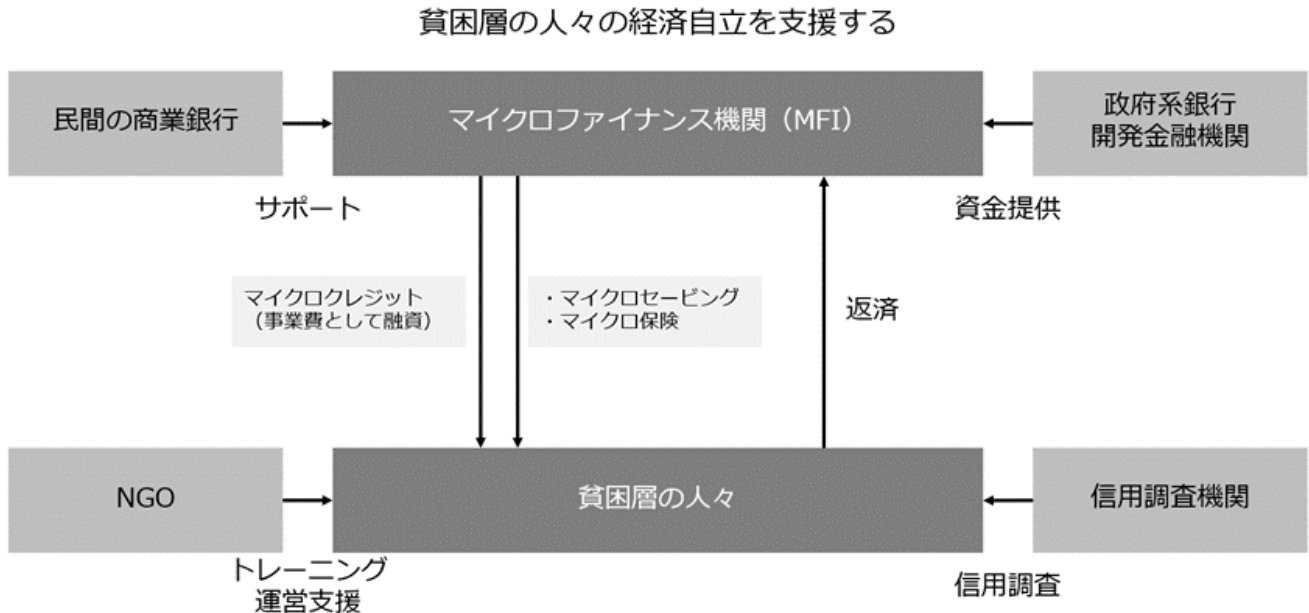 貧困層の人々の経済自立を支援する
民間の商業銀行
マイクロファイナンス機関（MFI）
政府系銀行
開発金融機関
サポート
資金提供
マイクロクレジット
（事業費として融資）
・マイクロセービング
・マイクロ保険
返済
NGO
貧困層の人々
信用調査機関
トレーニング
運営支援
信用調査